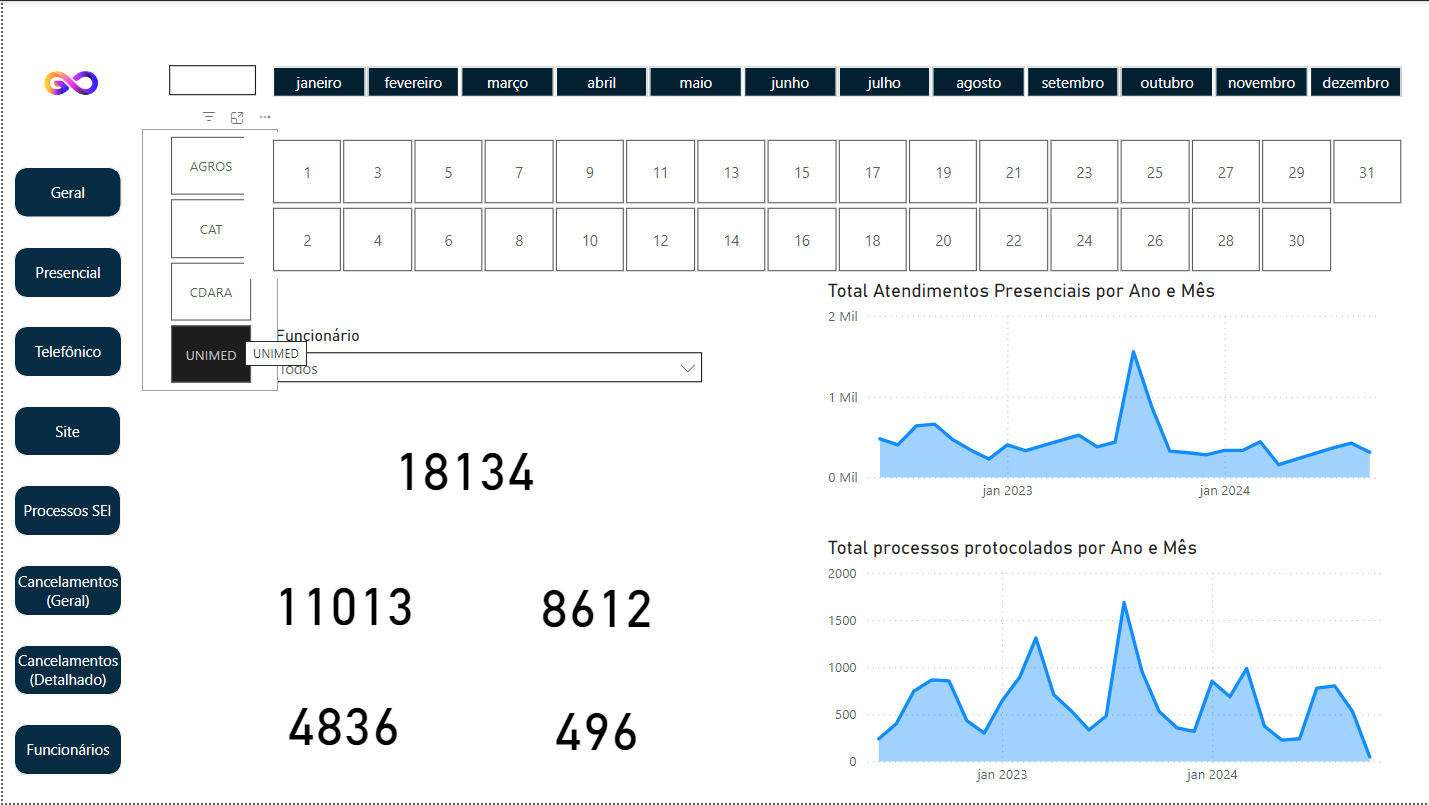 janeiro fevereiro março abril maio junho julho agosto setembro outubro novembro dezembro
AGROS
CAT
CDARA
UNIMED
UNIMED
1 3 5 7 9 11 13 15 17 19 21 23 25 27 29 31
2 4 6 8 10 12 14 16 18 20 22 24 26 28 30
Geral
Presencial
Telefônico
Site
Processos SEI
Cancelamentos
(Geral)
Cancelamentos
(Detalhado)
Funcionários
Funcionário
Todos
18134
11013 8612
4836 496
Total Atendimentos Presenciais por Ano e Mês
2 Mil
1 Mil
0 Mil
jan 2023 jan 2024
Total processos protocolados por Ano e Mês
2000
1500
1000
500
0
jan 2023 jan 2024